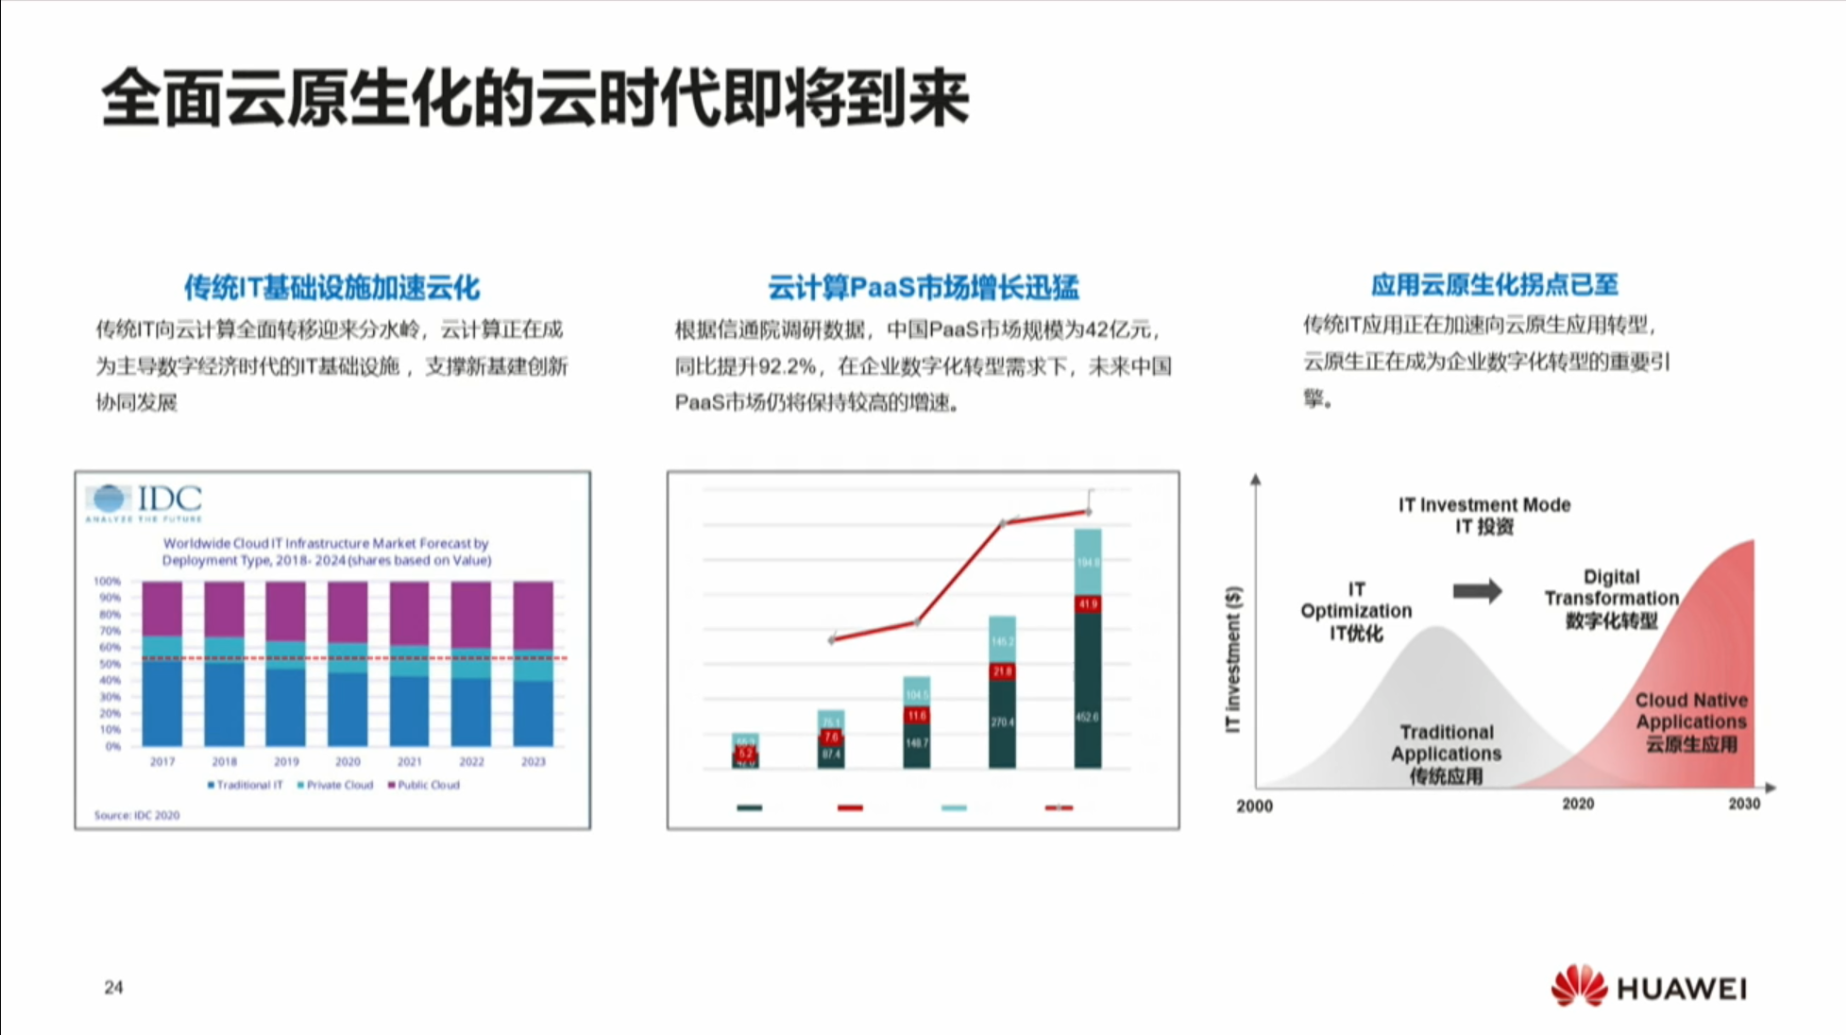 全面云原生化的云时代即将到来
传统IT基础设施加速云化
传统IT向云计算全面转移迎来分水岭，云计算正在成
为主导数字经济时代的IT基础设施，支撑新基建创新
协同发展
IDC
ANALYZE THE FUTURE
Worldwide Cloud IT Infrastructure Market Forecast by
Deployment Type, 2018- 2024 (shares based on Value)
100%
90%
80%
70%
60%
50%
40%
30%
20%
10%
0%
2017 2018 2019 2020 2021 2022 2023
Traditional IT Private Cloud Public Cloud
Source: IDC 2020
云计算PaaS市场增长迅猛
根据信通院调研数据，中国PaaS市场规模为42亿元，
同比提升92.2%，在企业数字化转型需求下，未来中国
PaaS市场仍将保持较高的增速。
5.2
75.1
7.6
87.4
104.5
11.6
148.7
145.2
21.8
270.4
194.8
41.9
452.6
应用云原生化拐点已至
传统IT应用正在加速向云原生应用转型，
云原生正在成为企业数字化转型的重要引
擎。
IT Investment Mode
IT 投资
IT
Optimization
IT优化
Digital
Transformation
数字化转型
IT investment ($)
Traditional
Applications
传统应用
Cloud Native
Applications
云原生应用
2000 2020 2030
24
HUAWEI